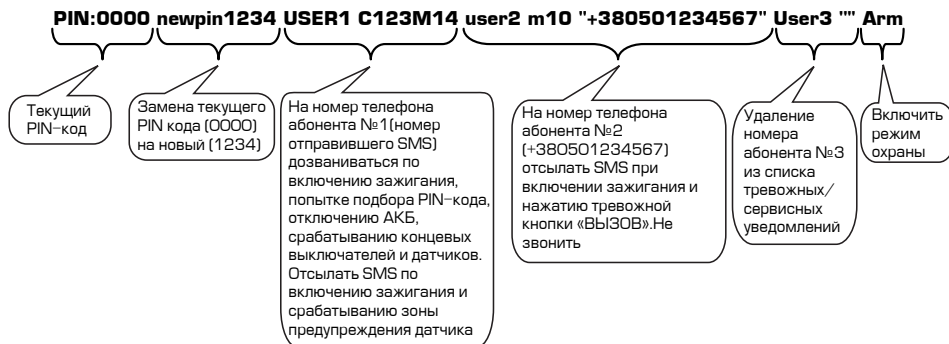 PIN:0000 newpin1234 USER1 C123M14 user2 m10 "+380501234567" User3 "" Arm
Текущий
PIN-код
Замена текущего
PIN кода (0000)
на новый (1234)
На номер телефона
абонента №1(номер
отправившего SMS)
дозваниваться по
включению зажигания,
попытке подбора PIN-кода,
отключению АКБ,
срабатыванию концевых
выключателей и датчиков.
Отсылать SMS по
включению зажигания и
срабатыванию зоны
предупреждения датчика
На номер телефона
абонента №2
(+380501234567)
отсылать SMS при
включении зажигания и
нажатию тревожной
кнопки «ВЫЗОВ».Не
звонить
Удаление
номера
абонента №3
из списка
тревожных/
сервисных
уведомлений
Включить
режим
охраны